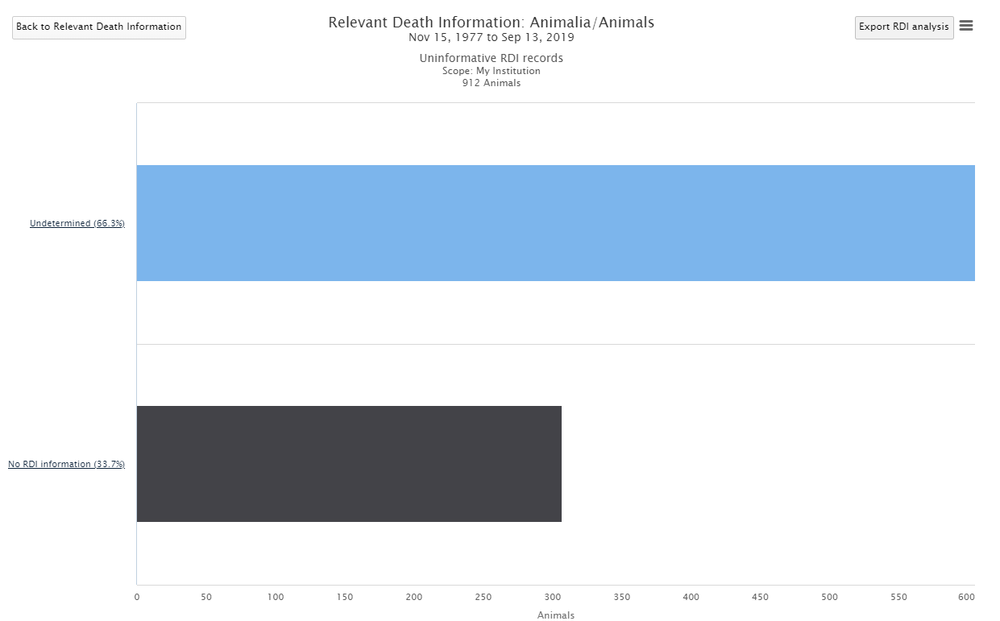 Back to Relevant Death Information
Relevant Death Information: Animalia/Animals
Export RDI analysis
Nov 15, 1977 to Sep 13, 2019
Uninformative RDI records
Scope: My Institution
912 Animals
Undetermined (66.3%)
No RDI information (33.7%)
0 50 100 150 200 250 300 350 400 450 500 550 600
Animals